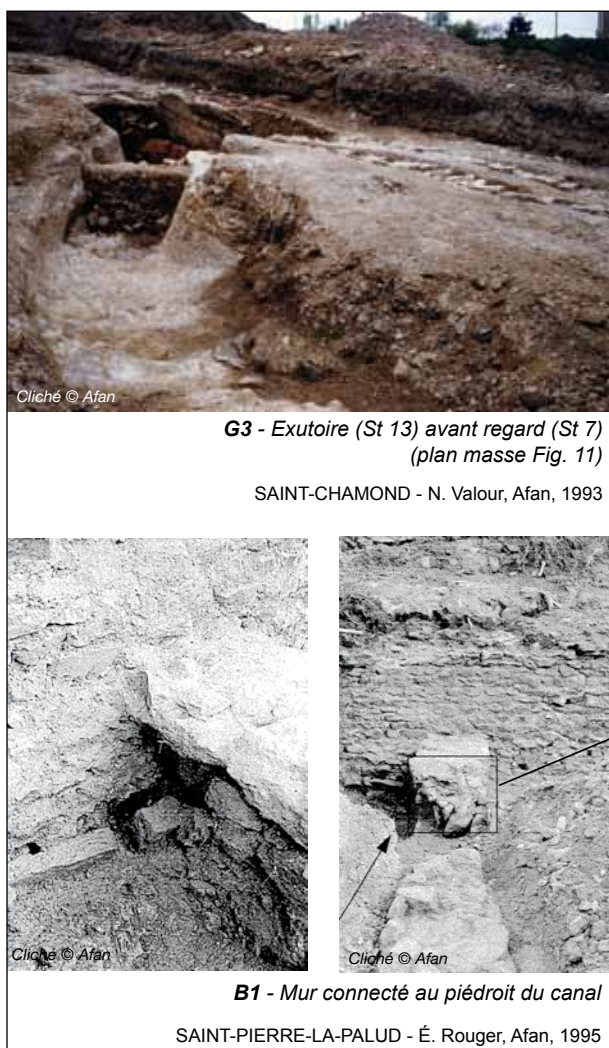 Cliché © Afan
G3 - Exutoire (St 13) avant regard (St 7)
(plan masse Fig. 11)
SAINT-CHAMOND - N. Valour, Afan, 1993
Cliché © Afan
Cliché © Afan
B1 - Mur connecté au piédroit du canal
SAINT-PIERRE-LA-PALUD - É. Rouger, Afan, 1995